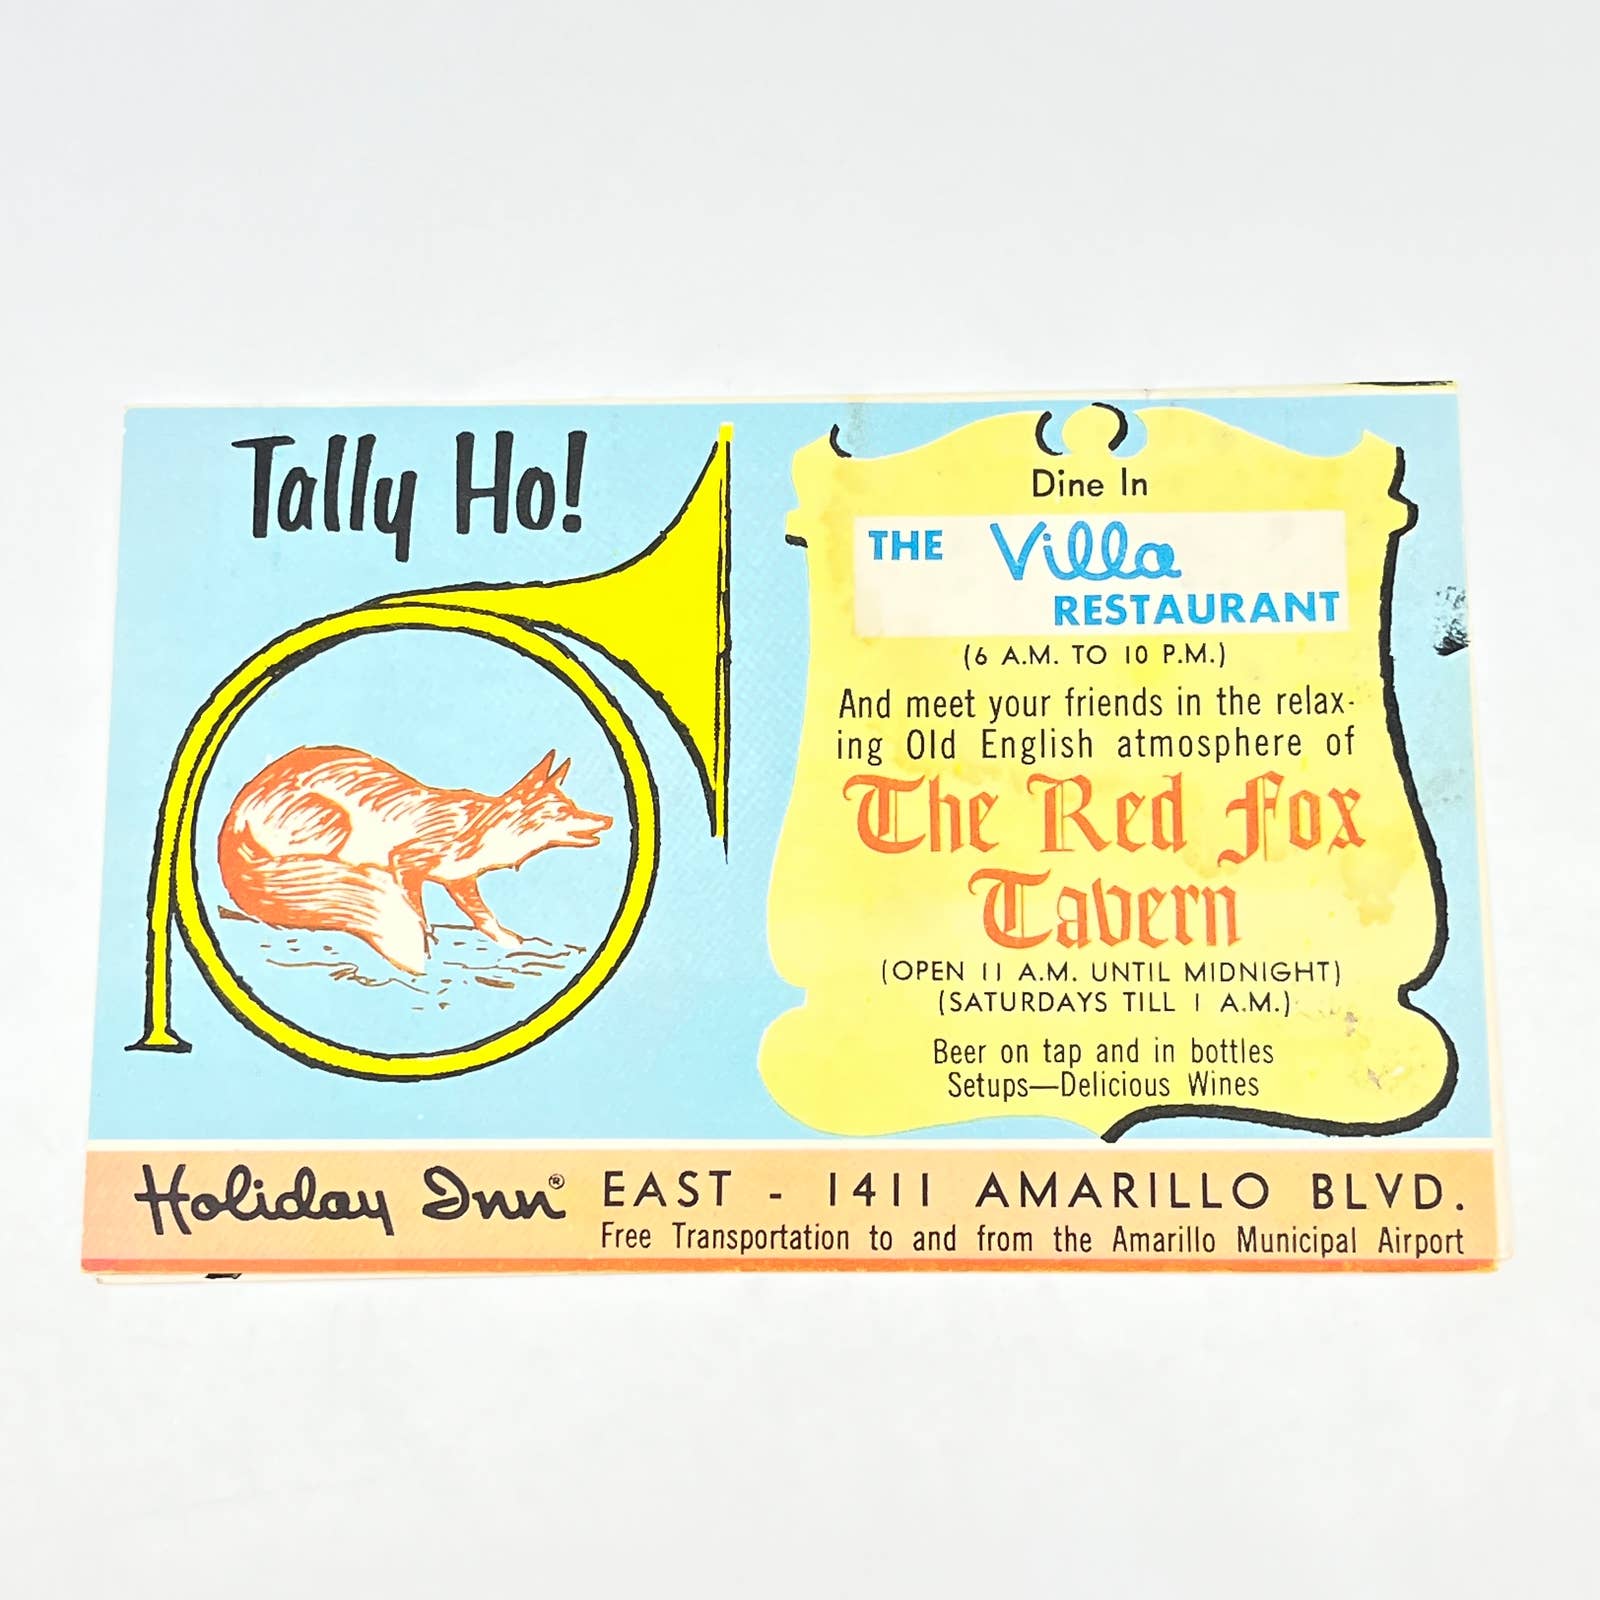 Tally Ho!
Dine In
THE Villa
RESTAURANT
(6 A.M. TO 10 P.M.)
And meet your friends in the relax-
ing Old English atmosphere of
The Red Fox
Tavern
(OPEN 11 A.M. UNTIL MIDNIGHT)
(SATURDAYS TILL 1 A.M.)
Beer on tap and in bottles
Setups—Delicious Wines
Holiday Inn® EAST - 1411 AMARILLO BLVD.
Free Transportation to and from the Amarillo Municipal Airport